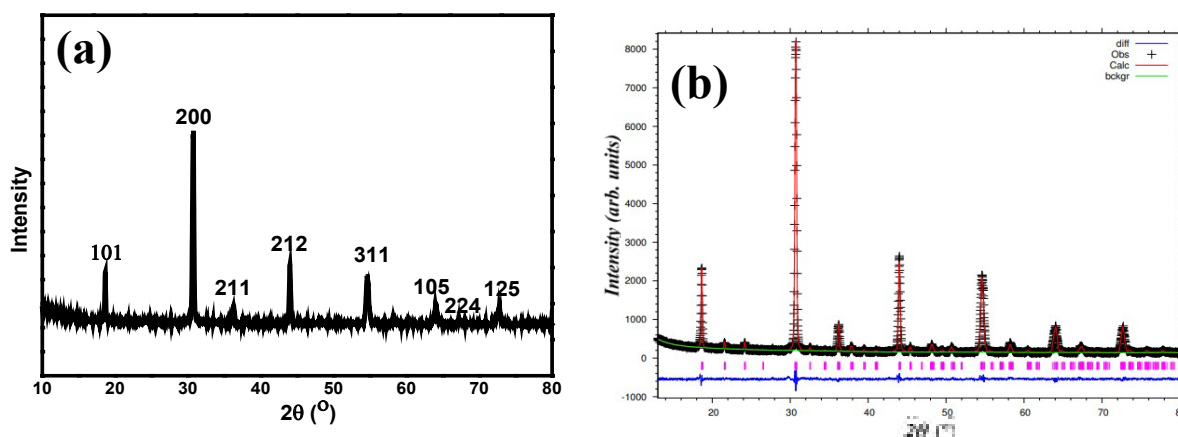 (a)
200
101
211
212
311
105
224
125
Intensity
10 20 30 40 50 60 70 80
2θ (O)
(b)
diff
Obs
Calc
bckgr
8000
7000
6000
5000
4000
3000
2000
1000
0
-1000
Intensity (arb. units)
20 30 40 50 60 70 80